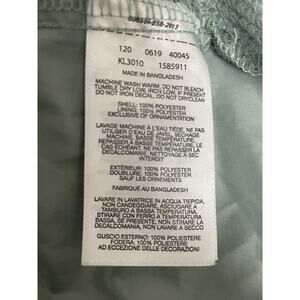 120 0619 40045
KL3010 1585911
MADE IN BANGLADESH
MACHINE WASH WARM, DO NOT BLEACH,
TUMBLE DRY LOW, IRON LOW, IF PRESENT
DO NOT IRON DECAL, DO NOT DRYCLEAN
SHELL: 100% POLYESTER
LINING: 100% POLYESTER
EXCLUSIVE OF ORNAMENTATION
LAVAGE MACHINE À L'EAU TIÈDE, NE PAS
UTILISER D'EAU DE JAVEL, SÉCHAGE
MACHINE, BASSE TEMPÉRATURE,
REPASSER À BASSE TEMPÉRATURE. LE
CAS ÉCHÉANT, NE PAS REPASSER LA
DÉCALCOMANIE, NETTOYAGE À SEC
INTERDIT
EXTÉRIEUR: 100% POLYESTER
DOUBLURE: 100% POLYESTER
SAUF LES ORNEMENTS
FABRIQUÉ AU BANGLADESH
LAVARE IN LAVATRICE IN ACQUA TIEPIDA,
NON CANDEGGIARE, ASCIUGARE A
TAMBURO A BASSA TEMPERATURA,
STIRARE CON FERRO A BASSA
TEMPERATURA, NON STIRARE LA
DECALCOMANIA, NON LAVARE A SECCO
GUSCIO ESTERNO: 100% POLIESTERE
FODERA: 100% POLIESTERE
AD ECCEZIONE DELLE DECORAZIONI